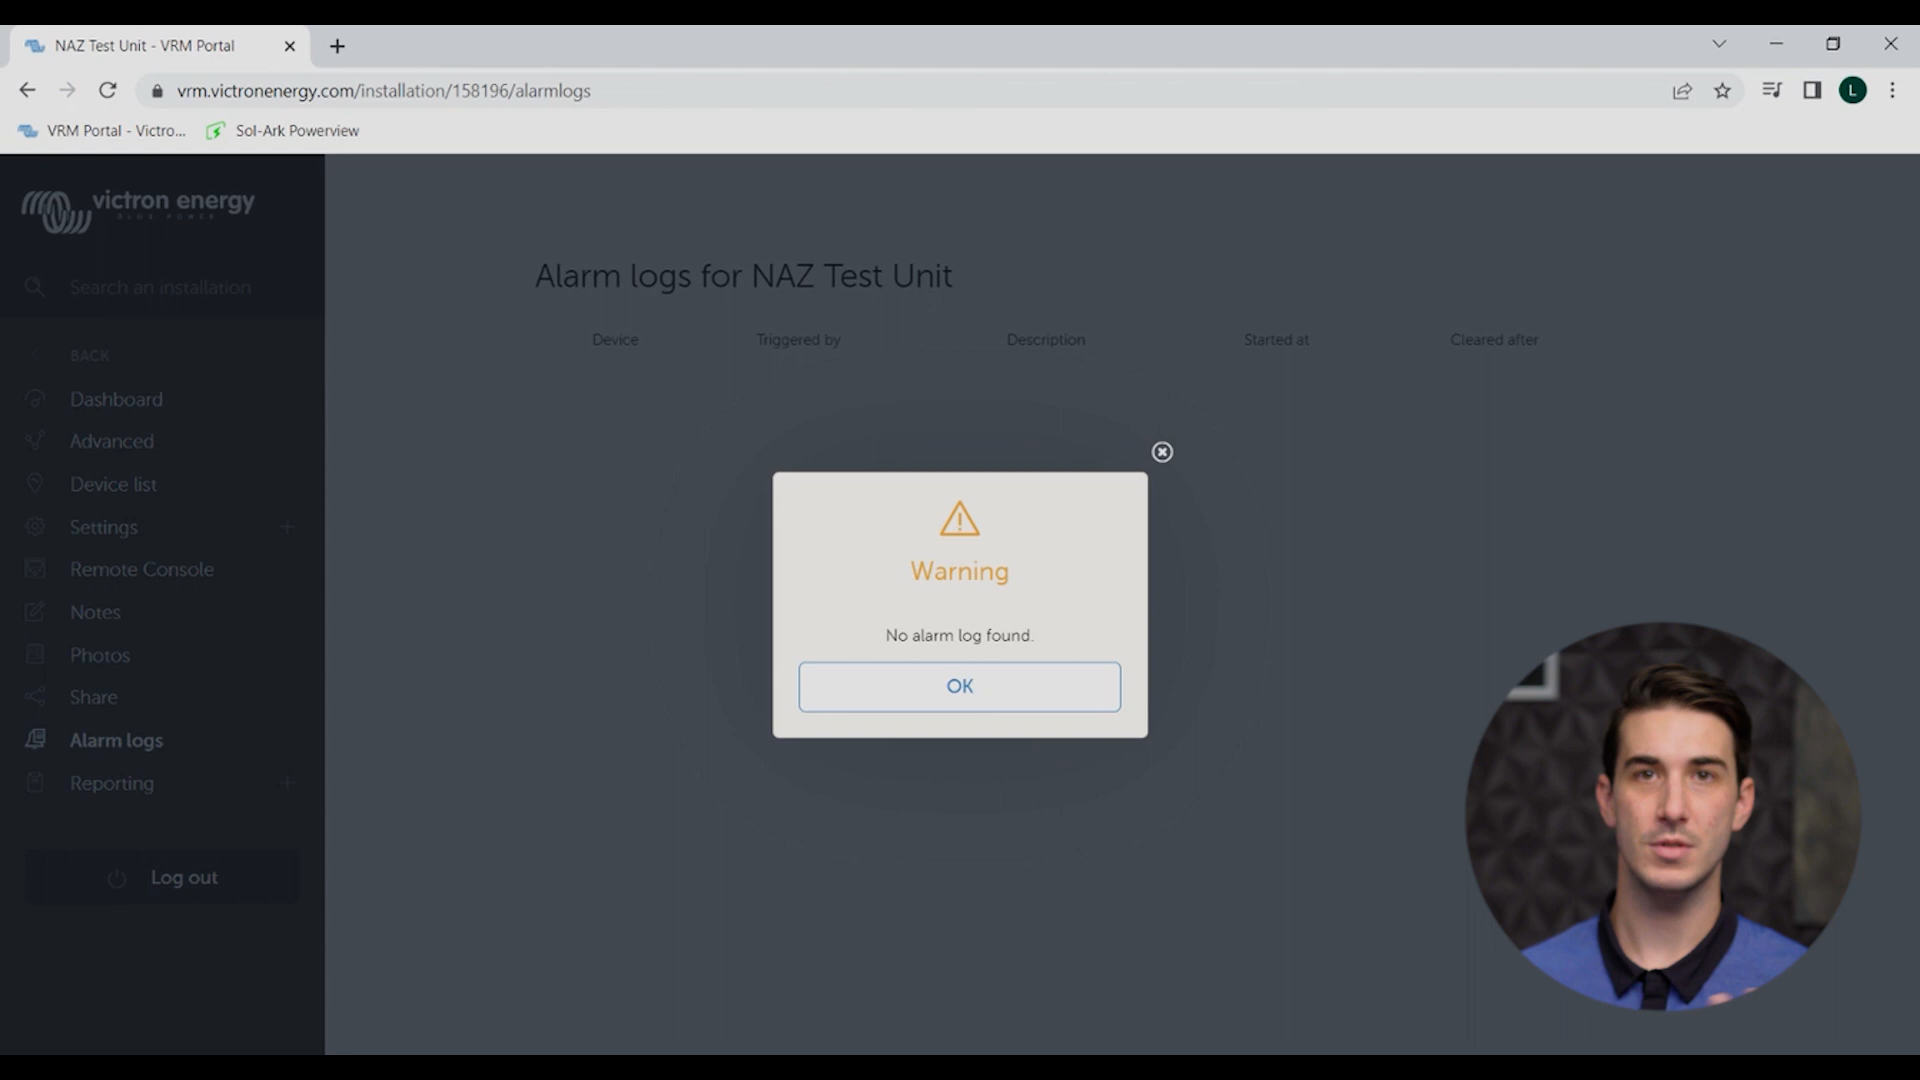 NAZ Test Unit - VRM Portal
vrm.victronenergy.com/installation/158196/alarmlogs
L
VRM Portal - Victro...
Sol-Ark Powerview
victron energy
BLUE POWER
Search an installation
BACK
Dashboard
Advanced
Device list
Settings
Remote Console
Notes
Photos
Share
Alarm logs
Reporting
Log out
Alarm logs for NAZ Test Unit
Device Triggered by Description Started at Cleared after
Warning
No alarm log found.
OK